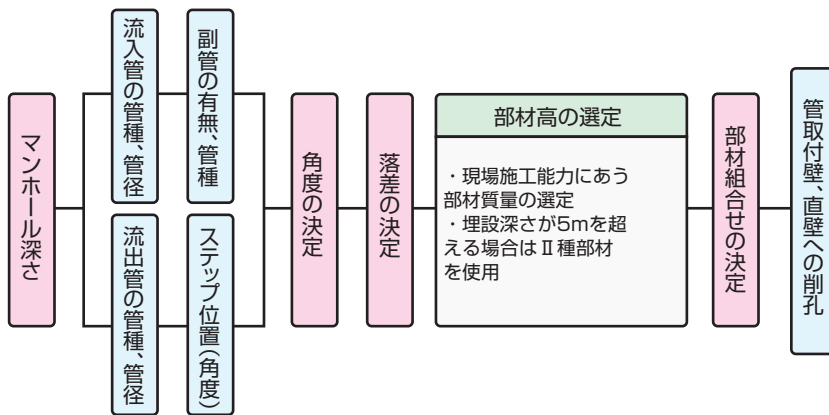 マンホール深さ
流入管の管種、管径
副管の有無、管種
流出管の管種、管径
ステップ位置(角度)
角度の決定
落差の決定
部材高の選定
・現場施工能力にあう
部材質量の選定
・埋設深さが5mを超
える場合はⅡ種部材
を使用
部材組合せの決定
管取付壁、直壁への削孔